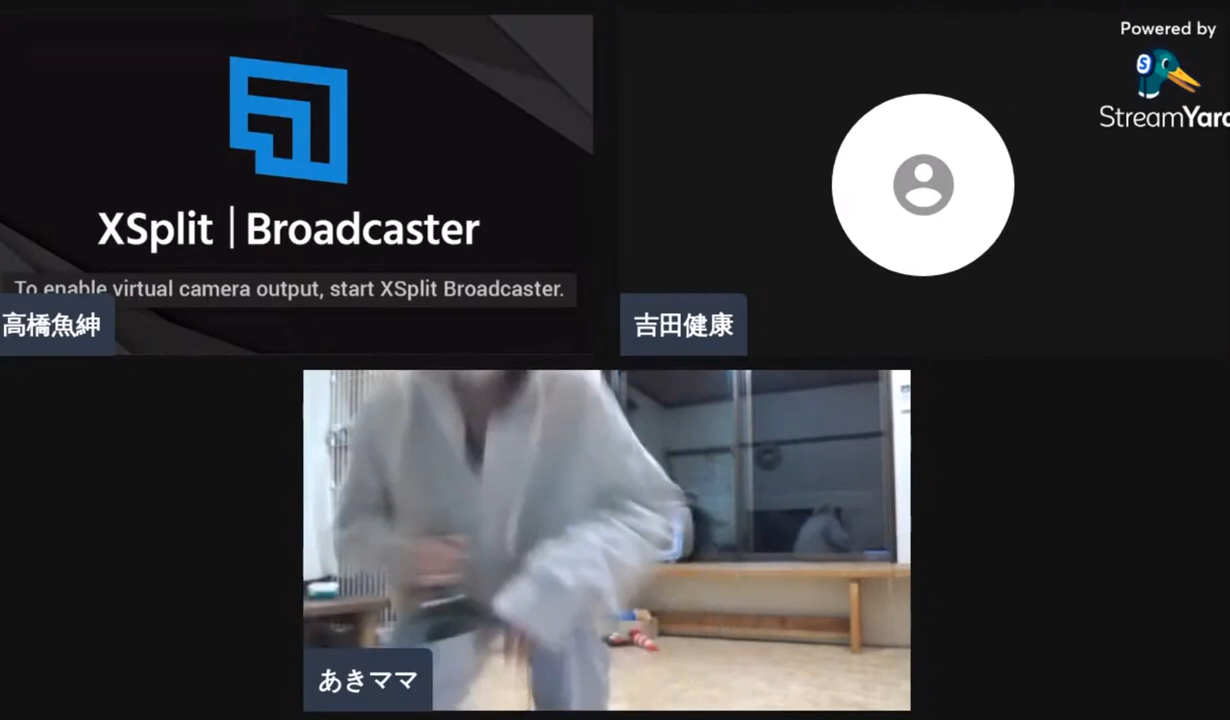 Powered by
S
StreamYard
XSplit | Broadcaster
To enable virtual camera output, start XSplit Broadcaster.
高橋魚紳
吉田健康
あきママ